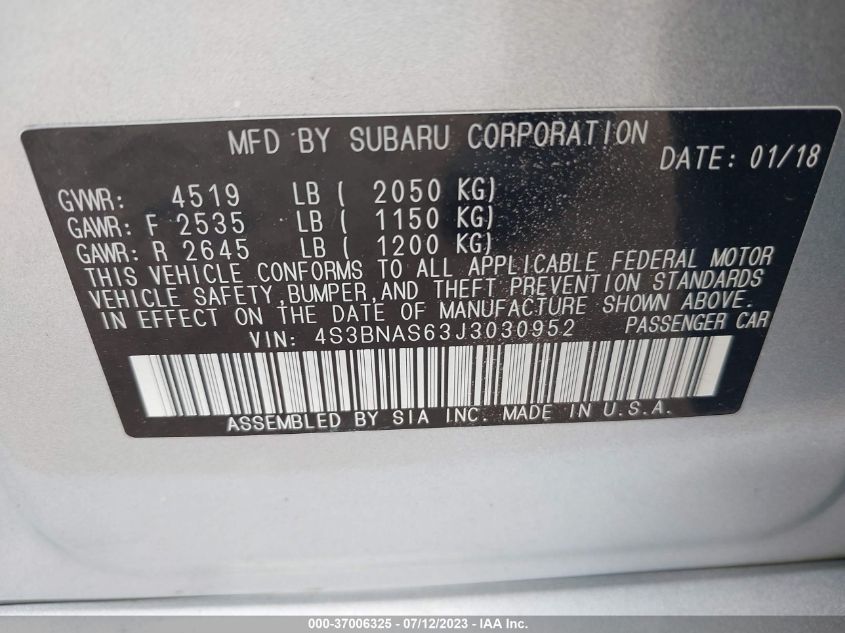 MFD BY SUBARU CORPORATION
DATE: 01/18
GVWR: 4519 LB ( 2050 KG)
GAWR: F 2535 LB ( 1150 KG)
GAWR: R 2645 LB ( 1200 KG)
THIS VEHICLE CONFORMS TO ALL APPLICABLE FEDERAL MOTOR
VEHICLE SAFETY,BUMPER,AND THEFT PREVENTION STANDARDS
IN EFFECT ON THE DATE OF MANUFACTURE SHOWN ABOVE.
VIN: 4S3BNAS63J3030952 PASSENGER CAR
ASSEMBLED BY SIA INC. MADE IN U.S.A.
000-37006325 - 07/12/2023 - IAA Inc.